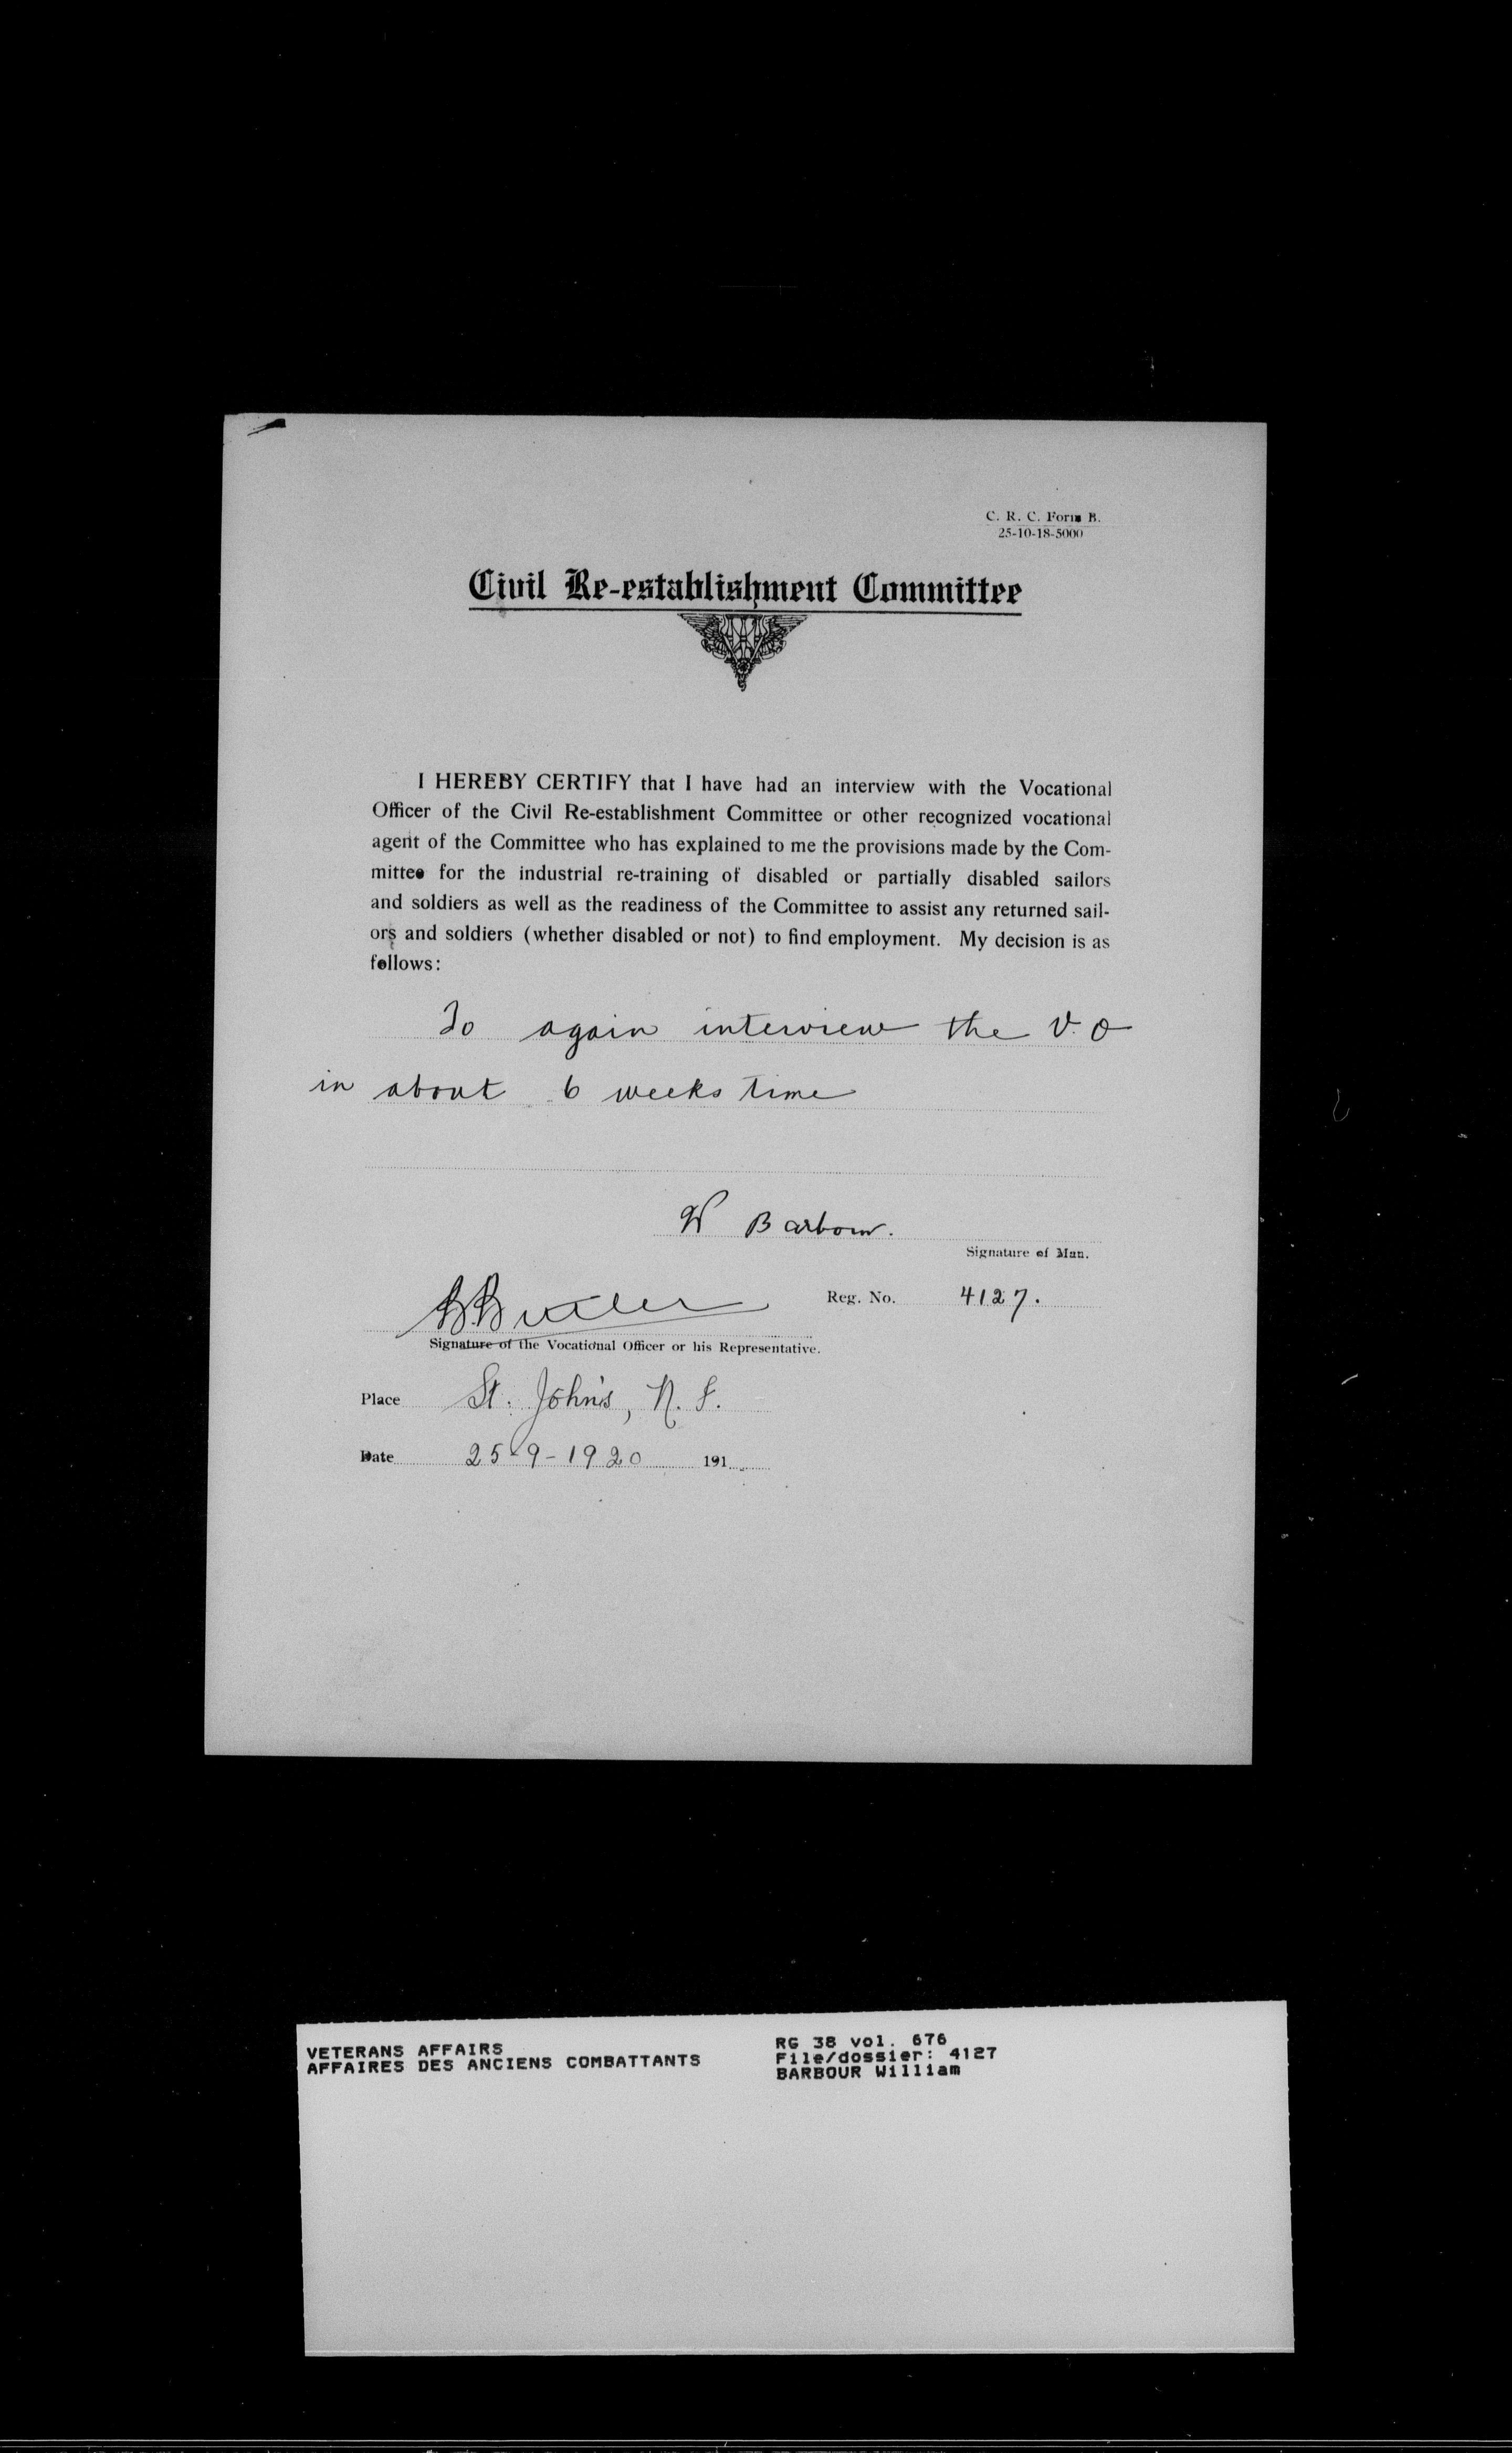 C. R. C. Form B.
25-10-18-5000
Civil Re-establishment Committee
I HEREBY CERTIFY that I have had an interview with the Vocational
Officer of the Civil Re-establishment Committee or other recognized vocational
agent of the Committee who has explained to me the provisions made by the Com-
mittee for the industrial re-training of disabled or partially disabled sailors
and soldiers as well as the readiness of the Committee to assist any returned sail-
ors and soldiers (whether disabled or not) to find employment. My decision is as
follows:
To again interview the V. O
in about 6 weeks time
W Barbour.
Signature of Man.
B Butler
Reg. No. 4127.
Signature of the Vocational Officer or his Representative.
Place St. John's, N. F.
Date 25-9-1920 191
VETERANS AFFAIRS
AFFAIRES DES ANCIENS COMBATTANTS
RG 38 vol. 676
File/dossier: 4127
BARBOUR William